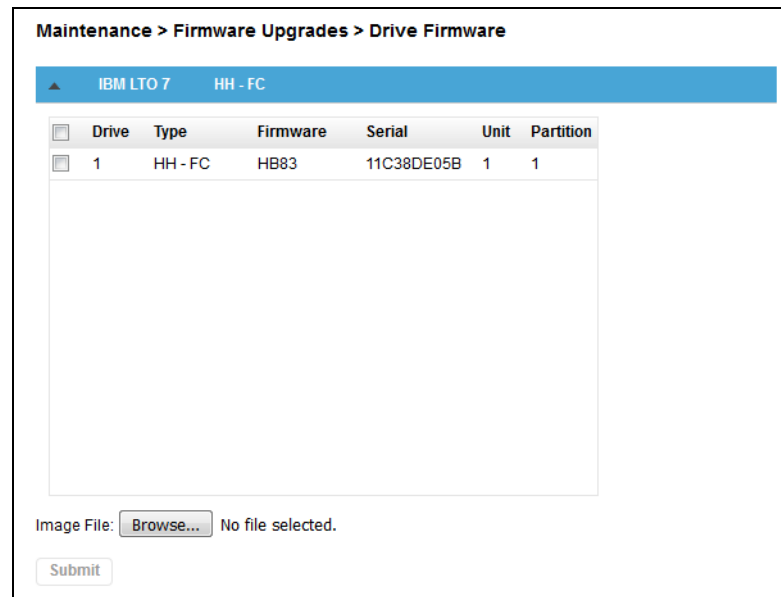 Maintenance > Firmware Upgrades > Drive Firmware
IBM LTO 7 HH - FC
Drive Type Firmware Serial Unit Partition
1 HH - FC HB83 11C38DE05B 1 1
Image File: Browse... No file selected.
Submit